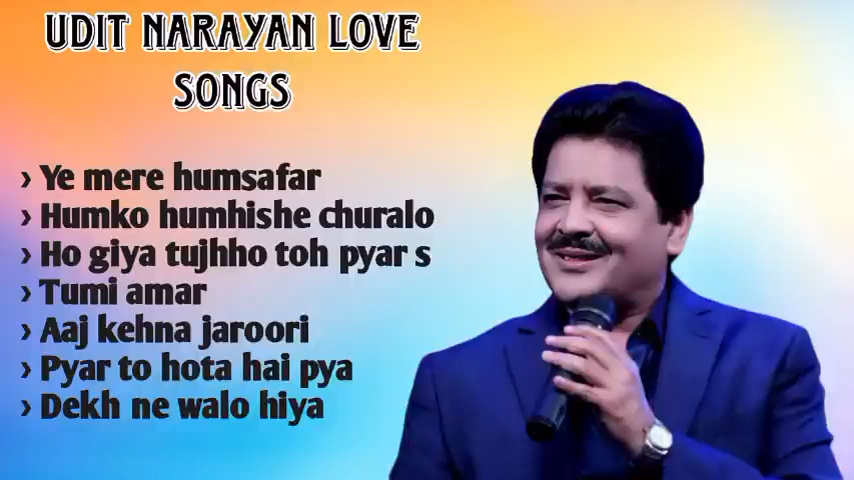 UDIT NARAYAN LOVE
SONGS
› Ye mere humsafar
› Humko humhishe churalo
› Ho giya tujhho toh pyar s
› Tumi amar
› Aaj kehna jaroori
› Pyar to hota hai pya
› Dekh ne walo hiya